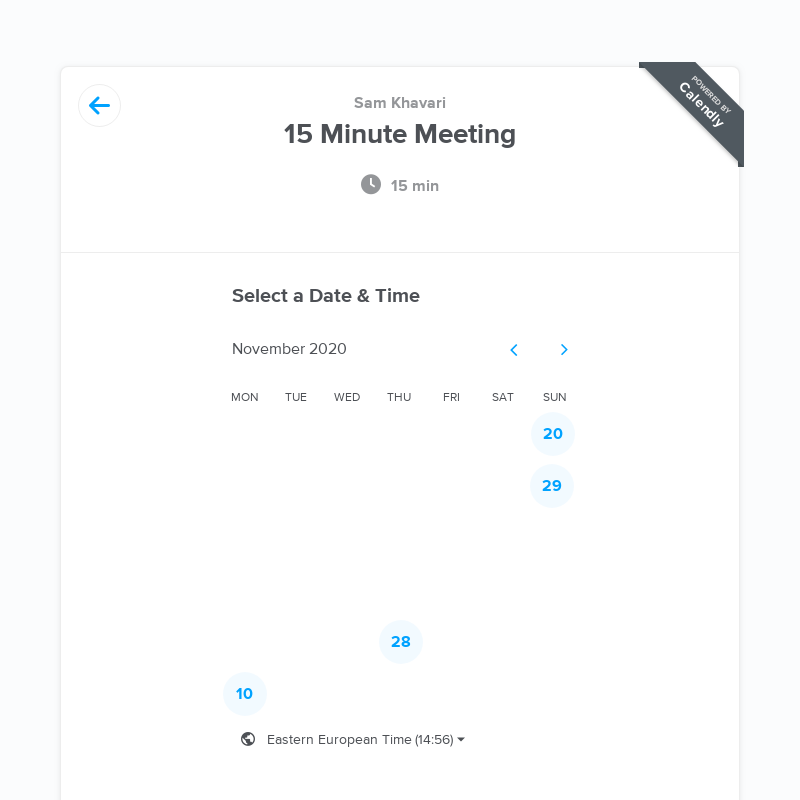 Sam Khavari
15 Minute Meeting
15 min
POWERED BY
Calendly
Select a Date & Time
November 2020
MON TUE WED THU FRI SAT SUN
20
29
28
10
Eastern European Time (14:56)